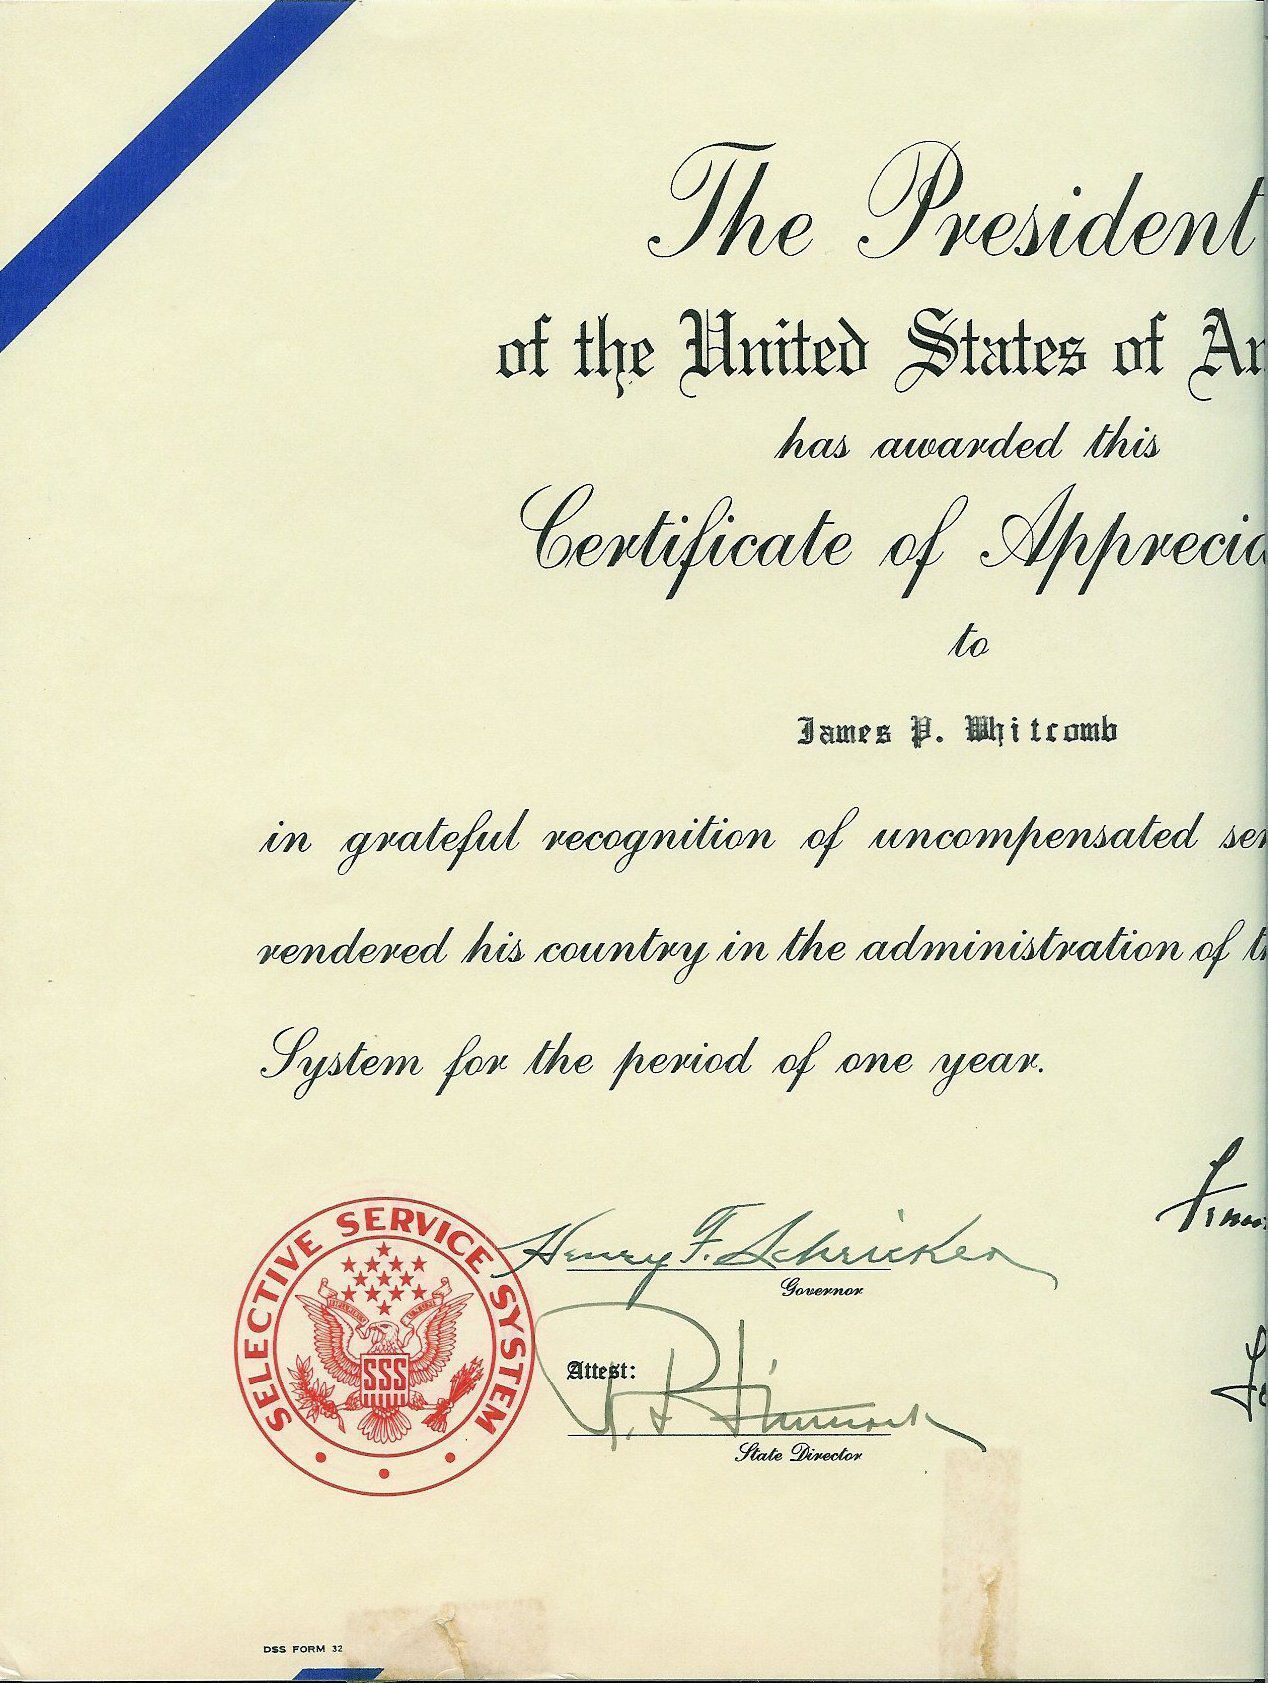 The President
of the United States of
has awarded this
Certificate of Apprecia
to
James P. Whitcomb
in grateful recognition of uncompensated ser
rendered his country in the administration of t
System for the period of one year.
SELECTIVE SERVICE SYSTEM
SSS
Henry F. Schricker
Governor
Attest:
State Director
DSS FORM 32